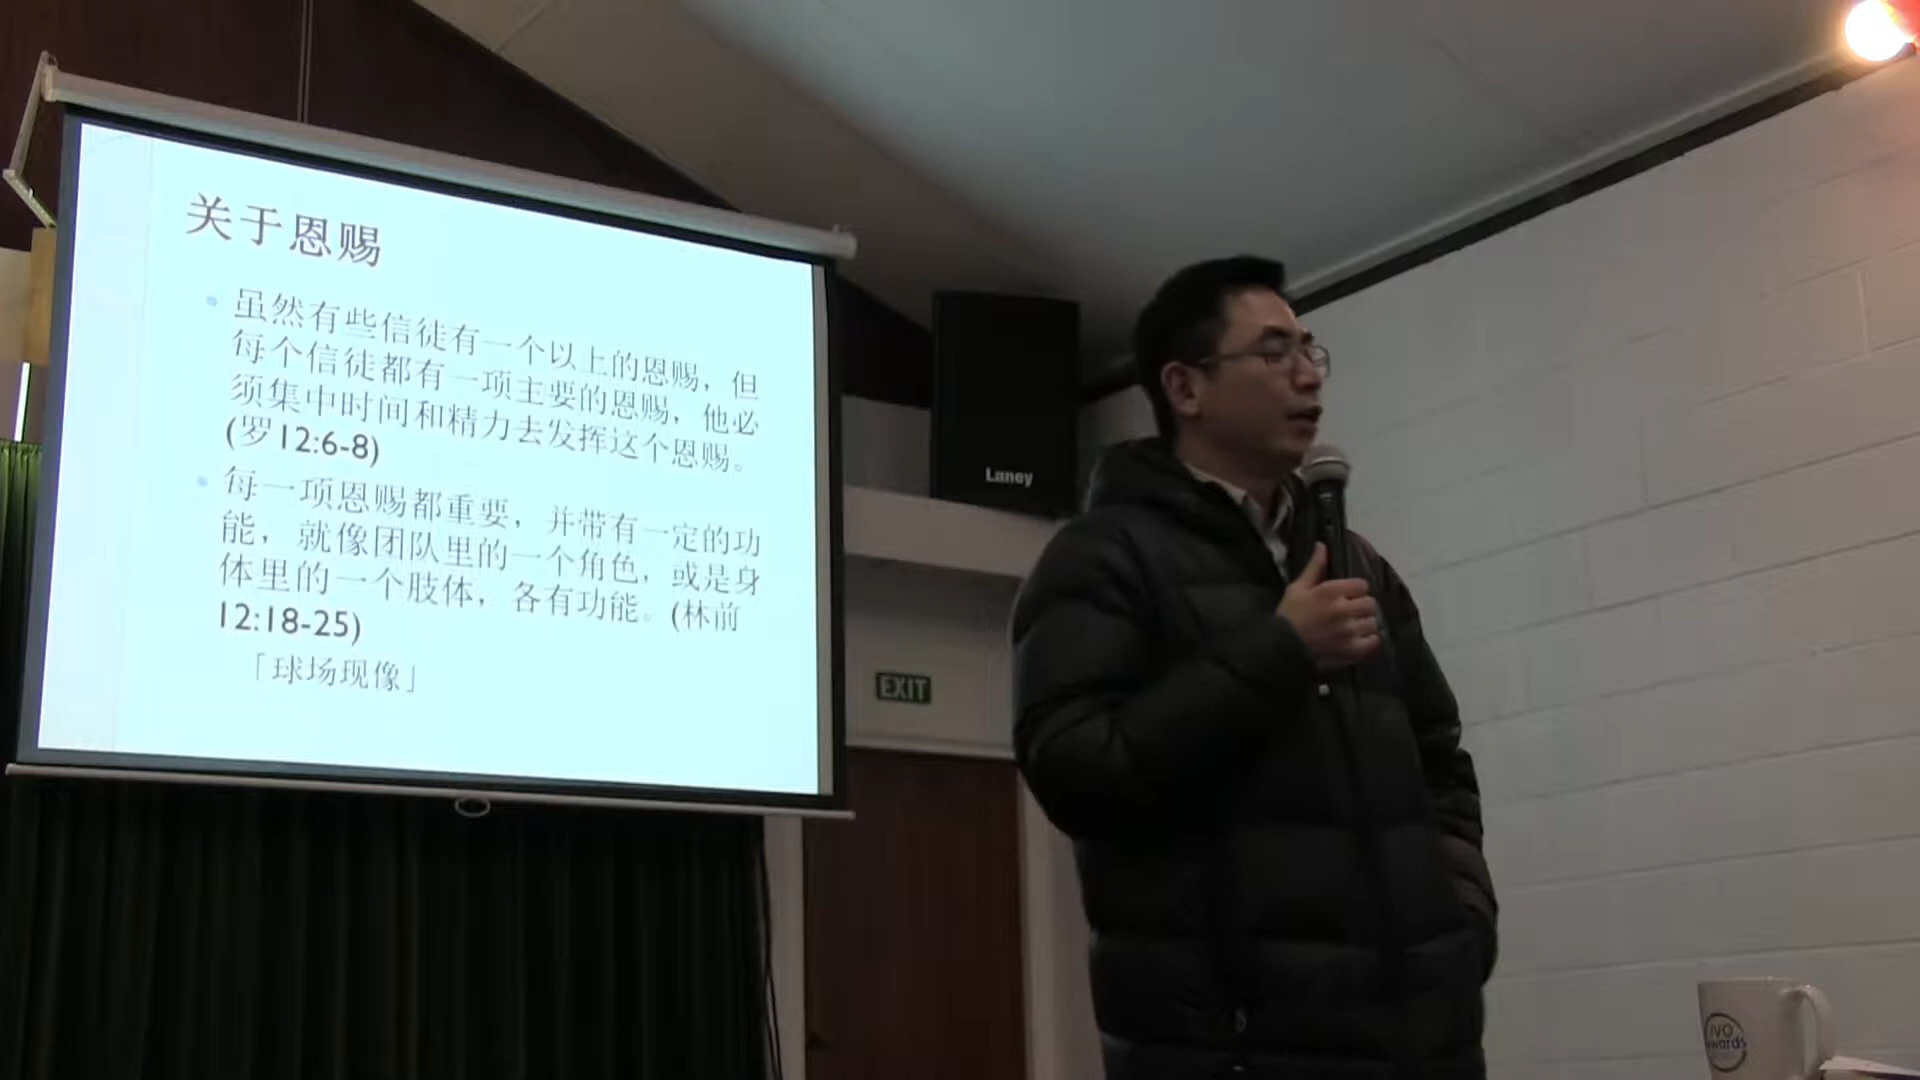 关于恩赐
• 虽然有些信徒有一个以上的恩赐，但
每个信徒都有一项主要的恩赐，他必
须集中时间和精力去发挥这个恩赐。
(罗12:6-8)
• 每一项恩赐都重要，并带有一定的功
能，就像团队里的一个角色，或是身
体里的一个肢体，各有功能。(林前
12:18-25)
「球场现像」
Laney
EXIT